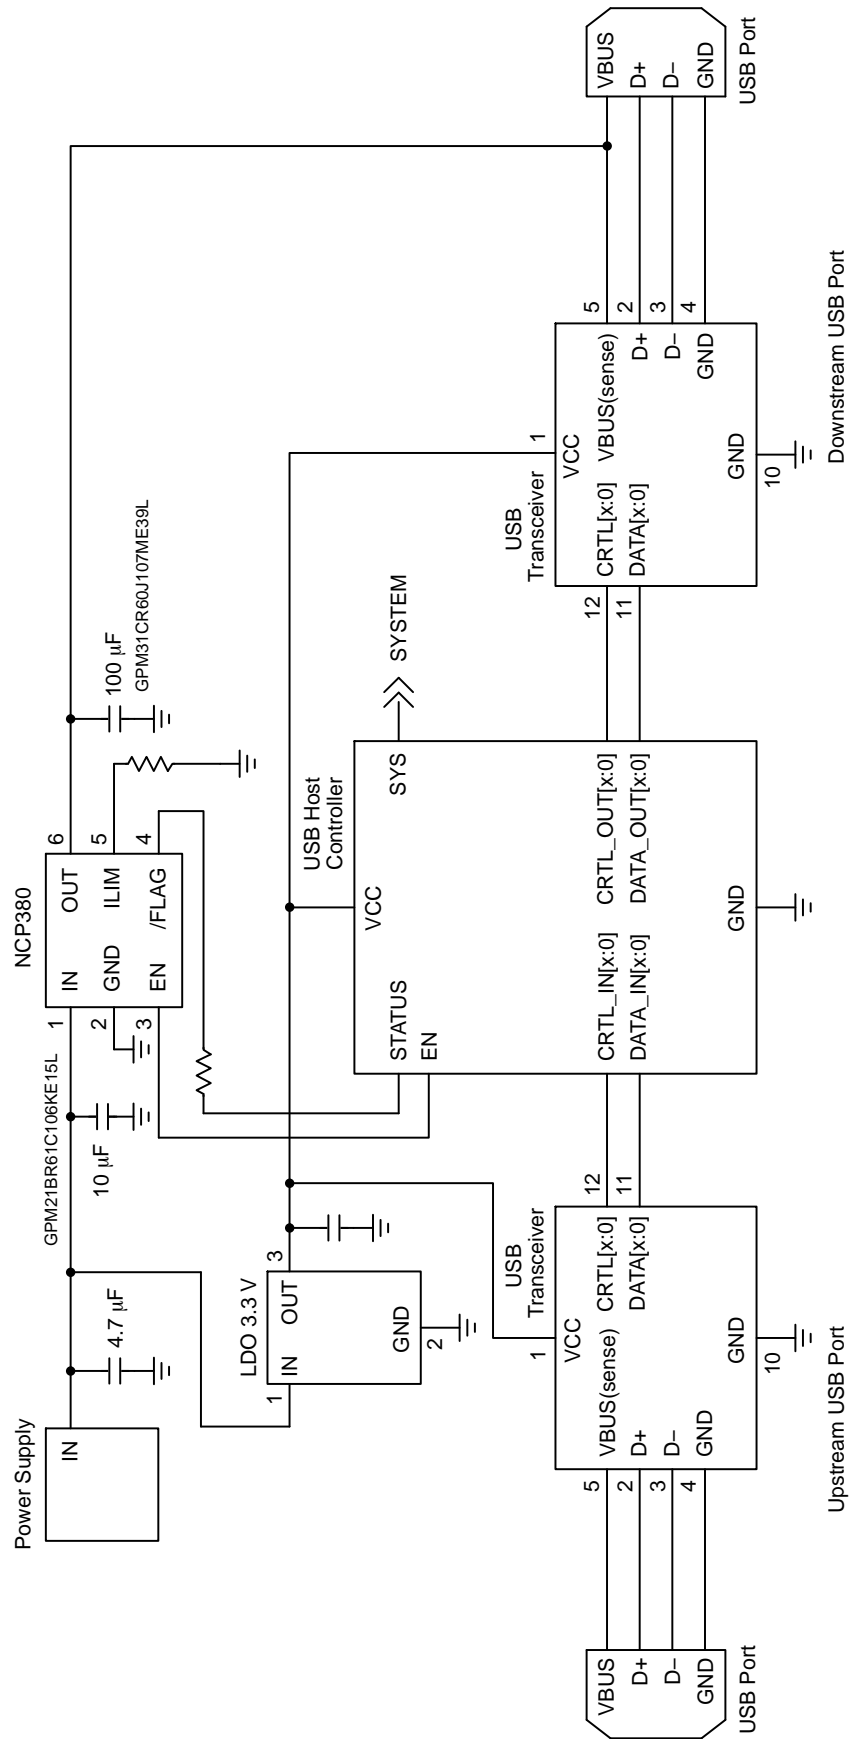 Power Supply
IN
4.7 μF
GPM21BR61C106KE15L
10 μF
NCP380
1
2
3
IN
GND
EN
OUT
ILIM
/FLAG
6
5
4
100 μF
GPM31CR60J107ME39L
LDO 3.3 V
1
IN
OUT
3
GND
2
USB Host
Controller
STATUS
EN
VCC
SYS
SYSTEM
CRTL_IN[x:0]
DATA_IN[x:0]
CRTL_OUT[x:0]
DATA_OUT[x:0]
GND
USB
Transceiver
1
VCC
5
2
3
4
VBUS(sense)
D+
D−
GND
CRTL[x:0]
DATA[x:0]
12
11
GND
10
USB
Transceiver
1
VCC
12
11
CRTL[x:0]
DATA[x:0]
VBUS(sense)
D+
D−
GND
5
2
3
4
GND
10
VBUS
D+
D−
GND
USB Port
VBUS
D+
D−
GND
USB Port
Upstream USB Port
Downstream USB Port